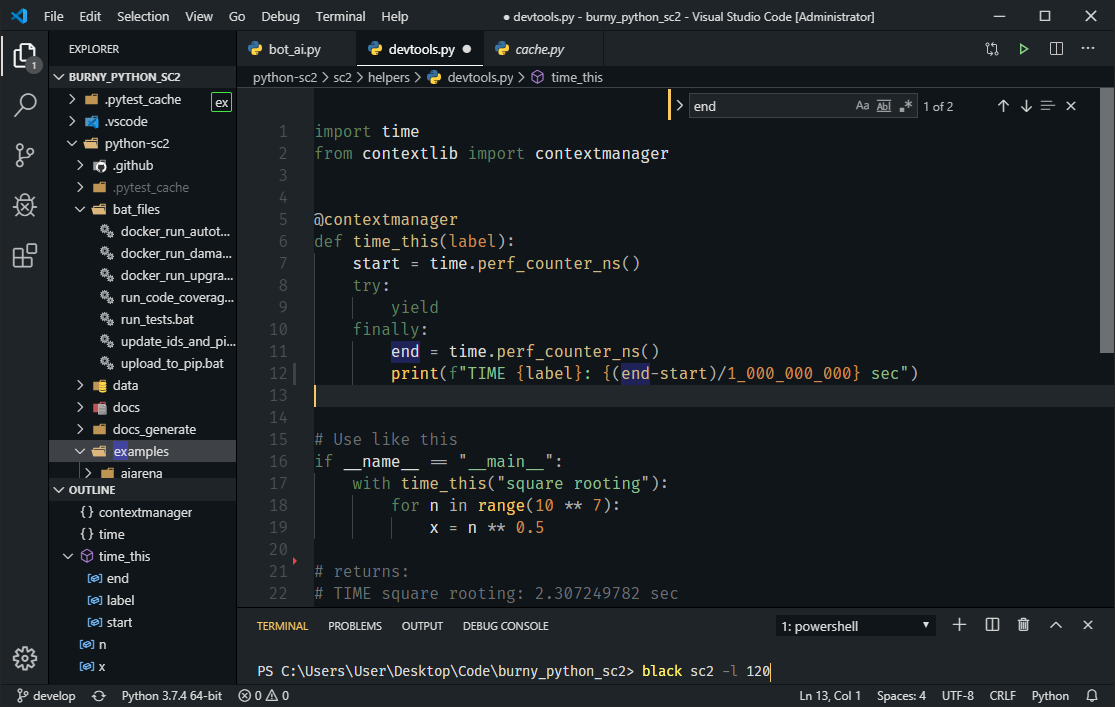 File Edit Selection View Go Debug Terminal Help
● devtools.py - burny_python_sc2 - Visual Studio Code [Administrator]
EXPLORER
BURNY_PYTHON_SC2
.pytest_cache
ex
.vscode
python-sc2
.github
.pytest_cache
bat_files
docker_run_autot...
docker_run_dama...
docker_run_upgra...
run_code_coverag...
run_tests.bat
update_ids_and_pi...
upload_to_pip.bat
data
docs
docs_generate
examples
aiarena
OUTLINE
{} contextmanager
{} time
time_this
end
label
start
n
x
1
bot_ai.py devtools.py ● cache.py
python-sc2 > sc2 > helpers > devtools.py > time_this
end Aa Abl .* 1 of 2
1 import time
2 from contextlib import contextmanager
3
4
5 @contextmanager
6 def time_this(label):
7 start = time.perf_counter_ns()
8 try:
9 yield
10 finally:
11 end = time.perf_counter_ns()
12 print(f"TIME {label}: {(end-start)/1_000_000_000} sec")
13
14
15 # Use like this
16 if __name__ == "__main__":
17 with time_this("square rooting"):
18 for n in range(10 ** 7):
19 x = n ** 0.5
20
21 # returns:
22 # TIME square rooting: 2.307249782 sec
TERMINAL PROBLEMS OUTPUT DEBUG CONSOLE 1: powershell
PS C:\Users\User\Desktop\Code\burny_python_sc2> black sc2 -l 120
develop Python 3.7.4 64-bit 0 0 Ln 13, Col 1 Spaces: 4 UTF-8 CRLF Python